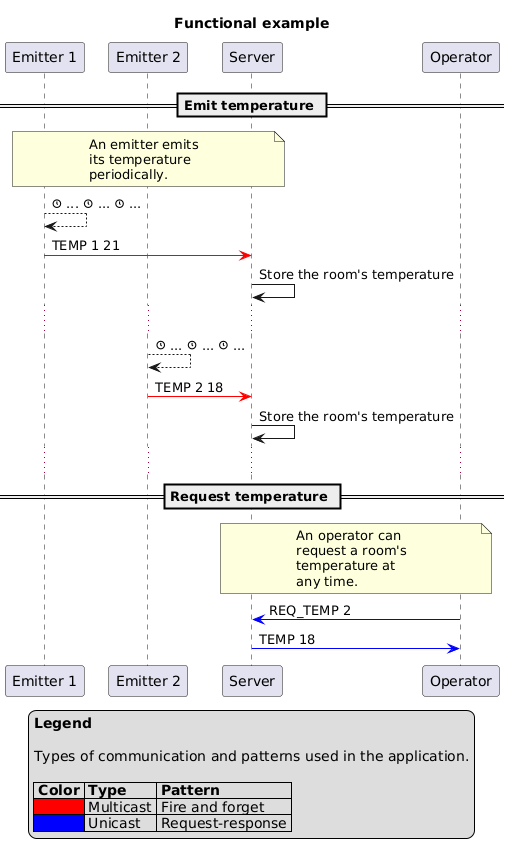 Functional example
Emitter 1 Emitter 2 Server Operator
Emit temperature
An emitter emits
its temperature
periodically.
🕒 ... 🕒 ... 🕒 ...
TEMP 1 21
Store the room's temperature
🕒 ... 🕒 ... 🕒 ...
TEMP 2 18
Store the room's temperature
Request temperature
An operator can
request a room's
temperature at
any time.
REQ_TEMP 2
TEMP 18
Emitter 1 Emitter 2 Server Operator
Legend
Types of communication and patterns used in the application.
Color Type Pattern
Multicast Fire and forget
Unicast Request-response